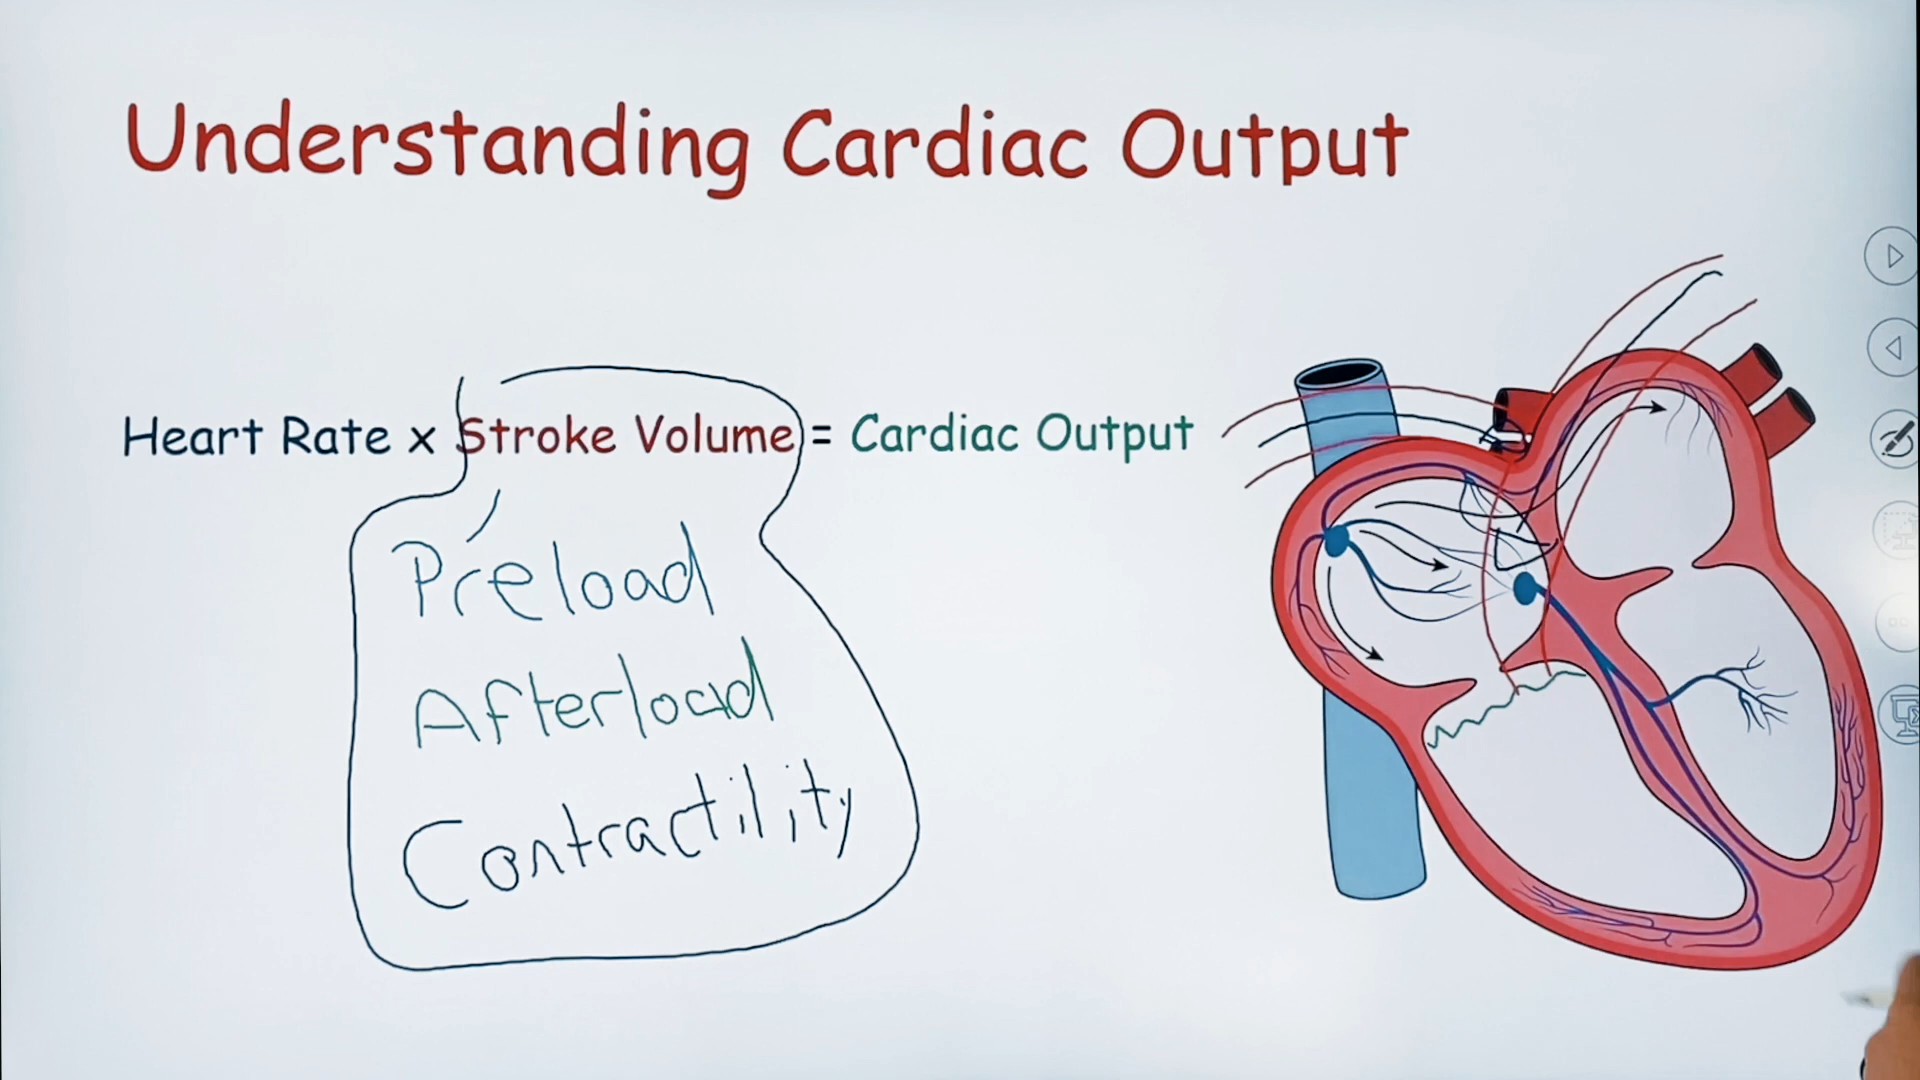 Understanding Cardiac Output
Heart Rate x Stroke Volume = Cardiac Output
Preload
Afterload
Contractility